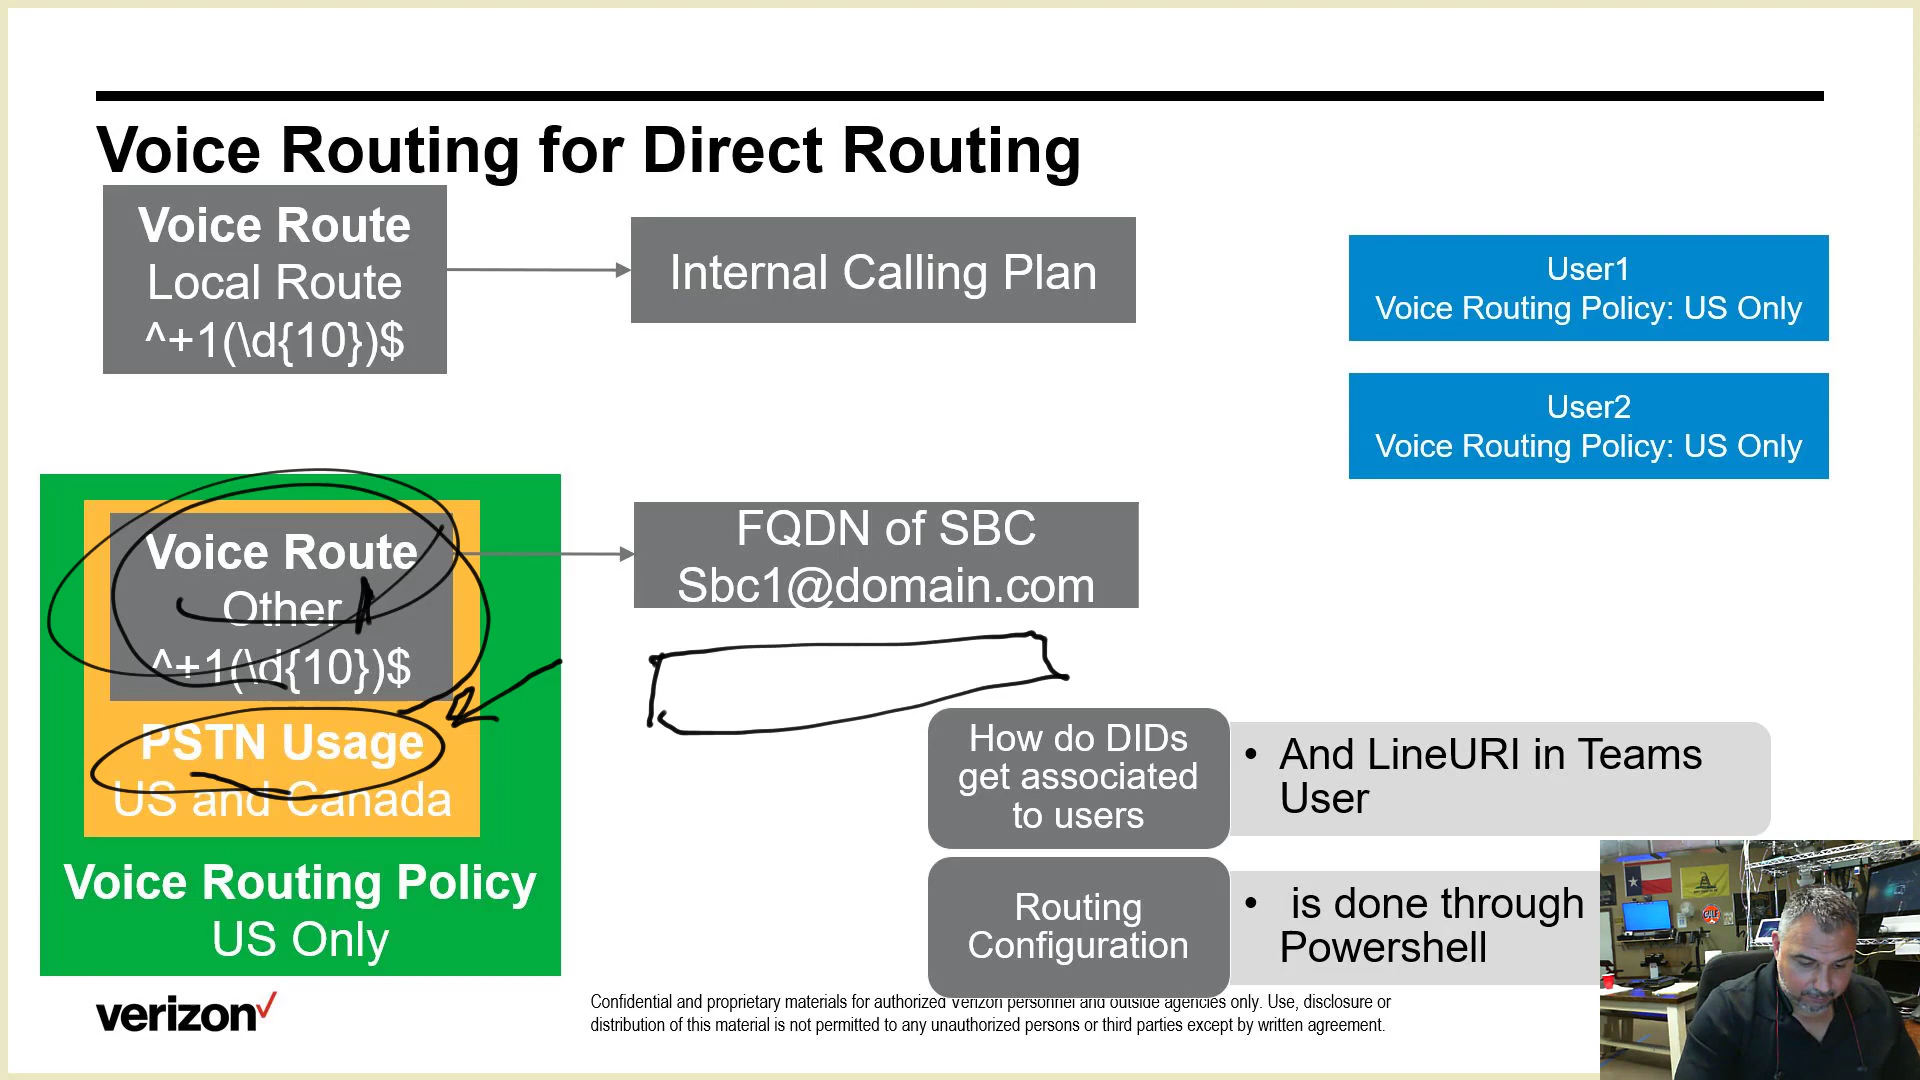 Voice Routing for Direct Routing
Voice Route
Local Route
^+1(\d{10})$
Internal Calling Plan
User1
Voice Routing Policy: US Only
User2
Voice Routing Policy: US Only
Voice Route
Other
^+1(\d{10})$
FQDN of SBC
Sbc1@domain.com
PSTN Usage
US and Canada
Voice Routing Policy
US Only
How do DIDs
get associated
to users
• And LineURI in Teams
User
Routing
Configuration
• is done through
Powershell
verizon
Confidential and proprietary materials for authorized Verizon personnel and outside agencies only. Use, disclosure or
distribution of this material is not permitted to any unauthorized persons or third parties except by written agreement.